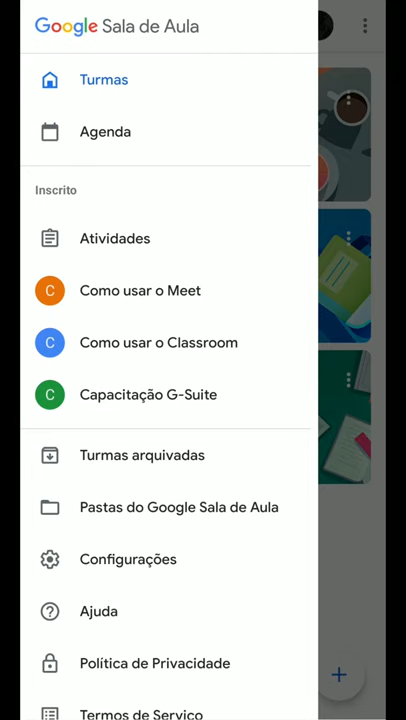 Google Sala de Aula
Turmas
Agenda
Inscrito
Atividades
C Como usar o Meet
C Como usar o Classroom
C Capacitação G-Suite
Turmas arquivadas
Pastas do Google Sala de Aula
Configurações
Ajuda
Política de Privacidade
Termos de Serviço